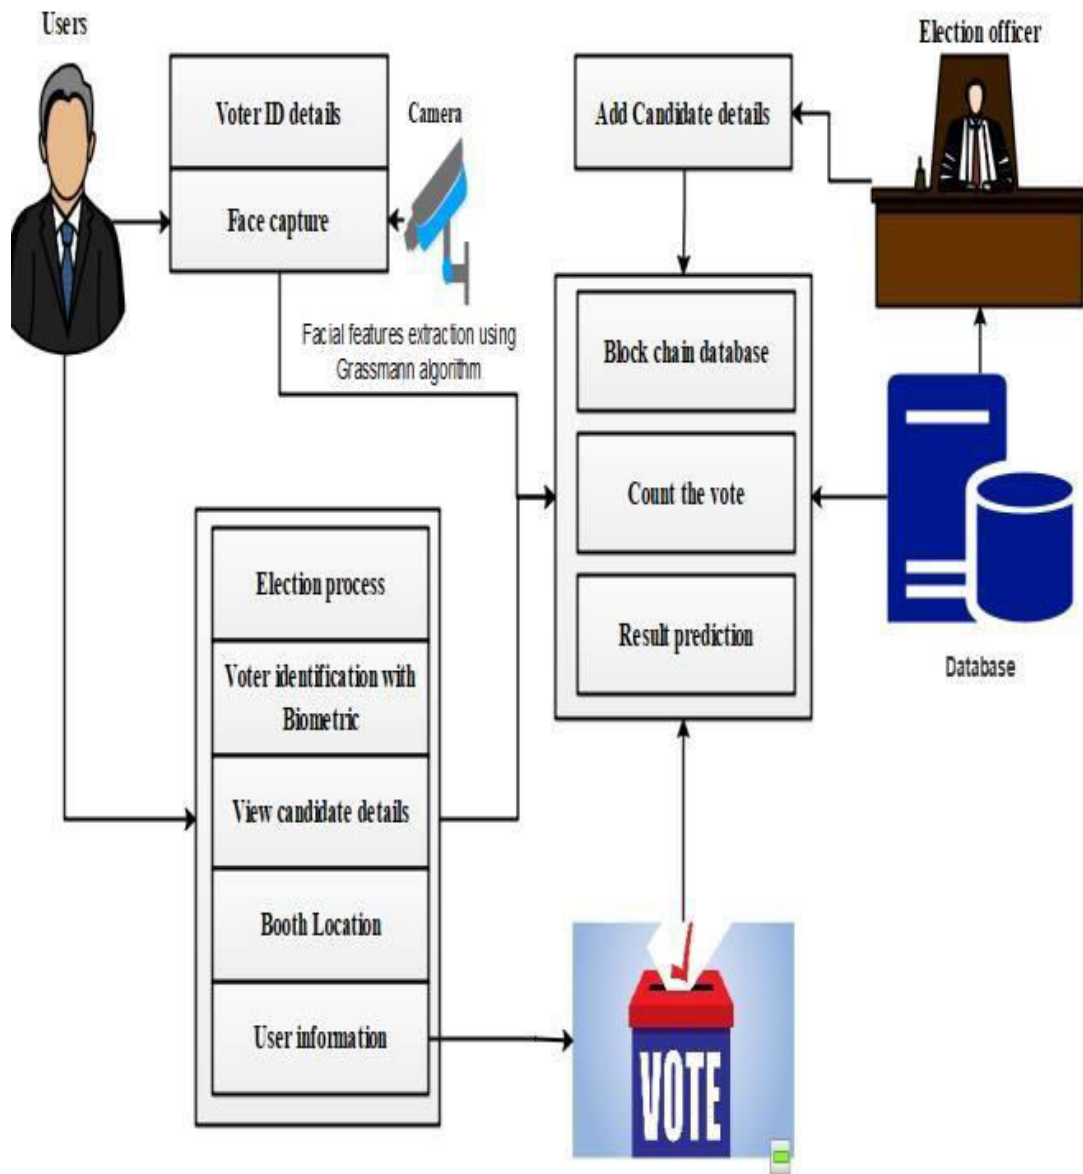 Users
Election officer
Voter ID details
Camera
Add Candidate details
Face capture
Facial features extraction using
Grassmann algorithm
Block chain database
Count the vote
Result prediction
Database
Election process
Voter identification with
Biometric
View candidate details
Booth Location
User information
VOTE